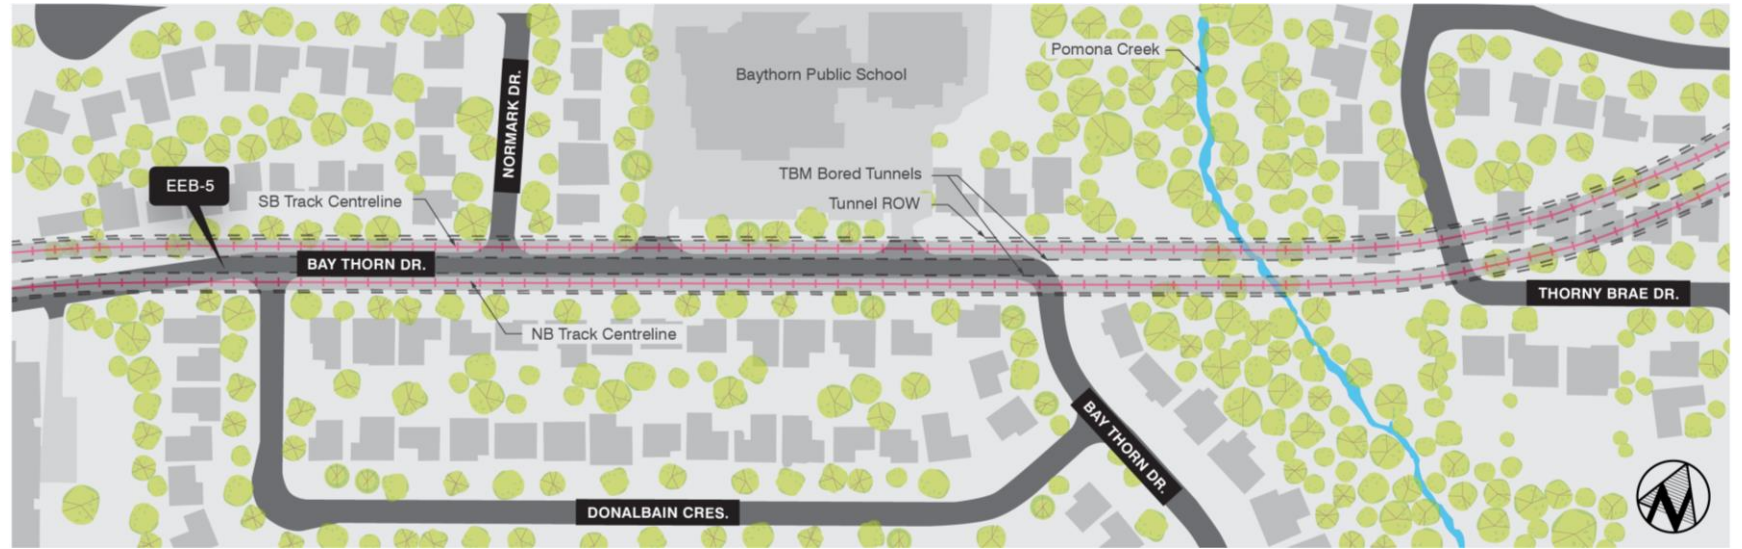 Pomona Creek
Baythorn Public School
NORMARK DR.
TBM Bored Tunnels
EEB-5
SB Track Centreline
Tunnel ROW
BAY THORN DR.
THORNY BRAE DR.
NB Track Centreline
BAY THORN DR.
DONALBAIN CRES.
N